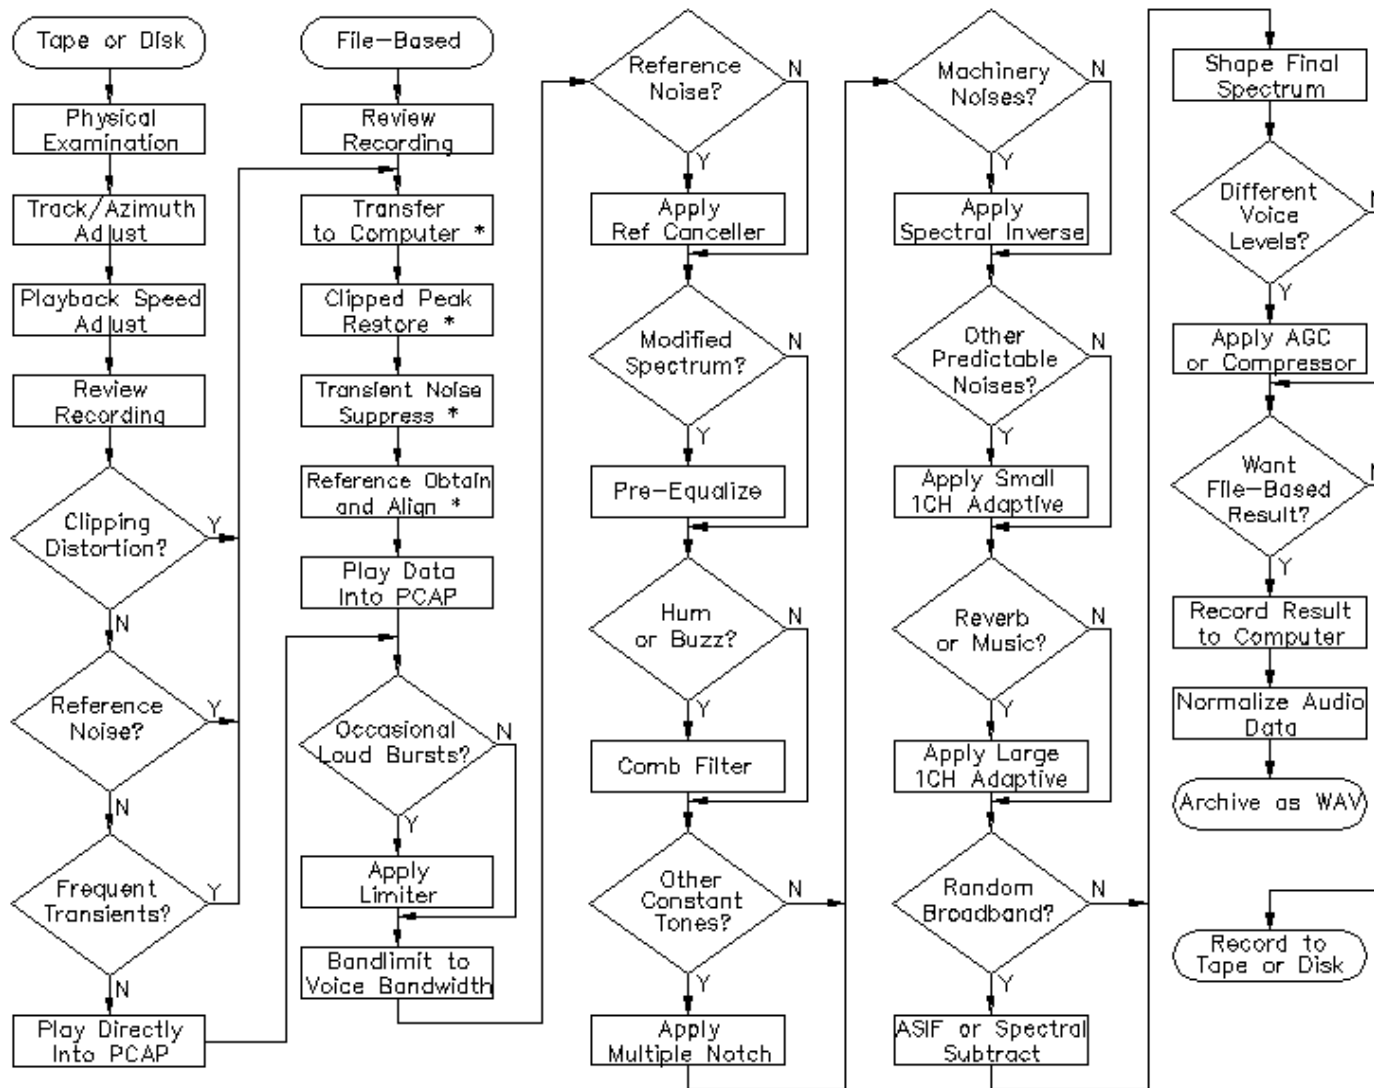 Tape or Disk
Physical
Examination
Track/Azimuth
Adjust
Playback Speed
Adjust
Review
Recording
Clipping
Distortion?
Y
N
Reference
Noise?
Y
N
Frequent
Transients?
Y
N
Play Directly
Into PCAP
File-Based
Review
Recording
Transfer
to Computer *
Clipped Peak
Restore *
Transient Noise
Suppress *
Reference Obtain
and Align *
Play Data
Into PCAP
Occasional
Loud Bursts?
N
Y
Apply
Limiter
Bandlimit to
Voice Bandwidth
Reference
Noise?
N
Y
Apply
Ref Canceller
Modified
Spectrum?
N
Y
Pre-Equalize
Hum
or Buzz?
N
Y
Comb Filter
Other
Constant
Tones?
N
Y
Apply
Multiple Notch
Machinery
Noises?
N
Y
Apply
Spectral Inverse
Other
Predictable
Noises?
N
Y
Apply Small
1CH Adaptive
Reverb
or Music?
N
Y
Apply Large
1CH Adaptive
Random
Broadband?
N
Y
ASIF or Spectral
Subtract
Shape Final
Spectrum
Different
Voice
Levels?
N
Y
Apply AGC
or Compressor
Want
File-Based
Result?
N
Y
Record Result
to Computer
Normalize Audio
Data
Archive as WAV
Record to
Tape or Disk